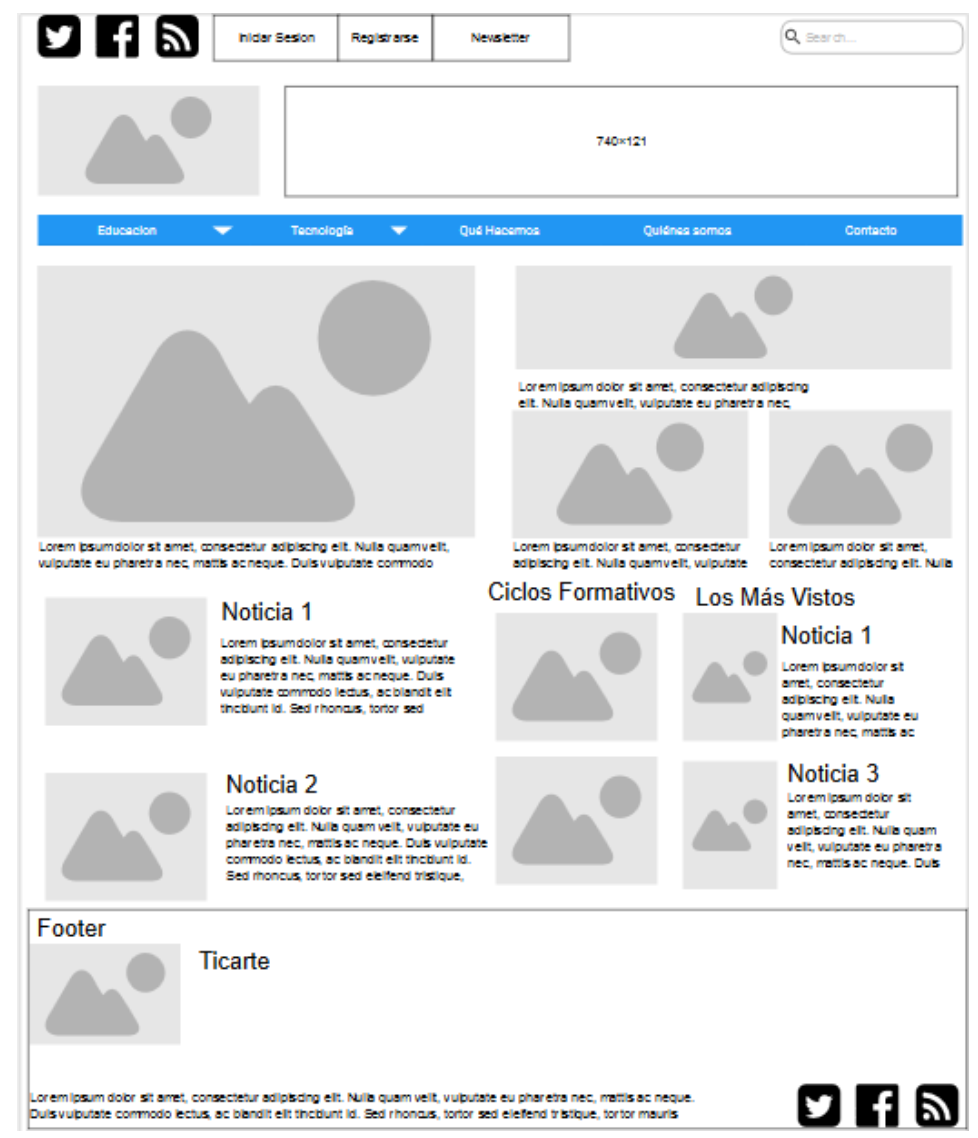 Iniciar Sesion
Registrarse
Newsletter
Search...
740×121
Educacion
Tecnología
Qué Hacemos
Quiénes somos
Contacto
Lorem ipsum dolor sit amet, consectetur adipiscing
elit. Nulla quam velit, vulputate eu pharetra nec,
Lorem ipsum dolor sit amet, consectetur adipiscing elit. Nulla quam velit,
vulputate eu pharetra nec, mattis ac neque. Duis vulputate commodo
Lorem ipsum dolor sit amet, consectetur
adipiscing elit. Nulla quam velit, vulputate
Lorem ipsum dolor sit amet,
consectetur adipiscing elit. Nulla
Noticia 1
Lorem ipsum dolor sit amet, consectetur
adipiscing elit. Nulla quam velit, vulputate
eu pharetra nec, mattis ac neque. Duis
vulputate commodo lectus, ac blandit elit
tincidunt id. Sed rhoncus, tortor sed
Noticia 2
Lorem ipsum dolor sit amet, consectetur
adipiscing elit. Nulla quam velit, vulputate eu
pharetra nec, mattis ac neque. Duis vulputate
commodo lectus, ac blandit elit tincidunt id.
Sed rhoncus, tortor sed eleifend tristique,
Ciclos Formativos
Los Más Vistos
Noticia 1
Lorem ipsum dolor sit
amet, consectetur
adipiscing elit. Nulla
quam velit, vulputate eu
pharetra nec, mattis ac
Noticia 3
Lorem ipsum dolor sit
amet, consectetur
adipiscing elit. Nulla quam
velit, vulputate eu pharetra
nec, mattis ac neque. Duis
Footer
Ticarte
Lorem ipsum dolor sit amet, consectetur adipiscing elit. Nulla quam velit, vulputate eu pharetra nec, mattis ac neque.
Duis vulputate commodo lectus, ac blandit elit tincidunt id. Sed rhoncus, tortor sed eleifend tristique, tortor mauris